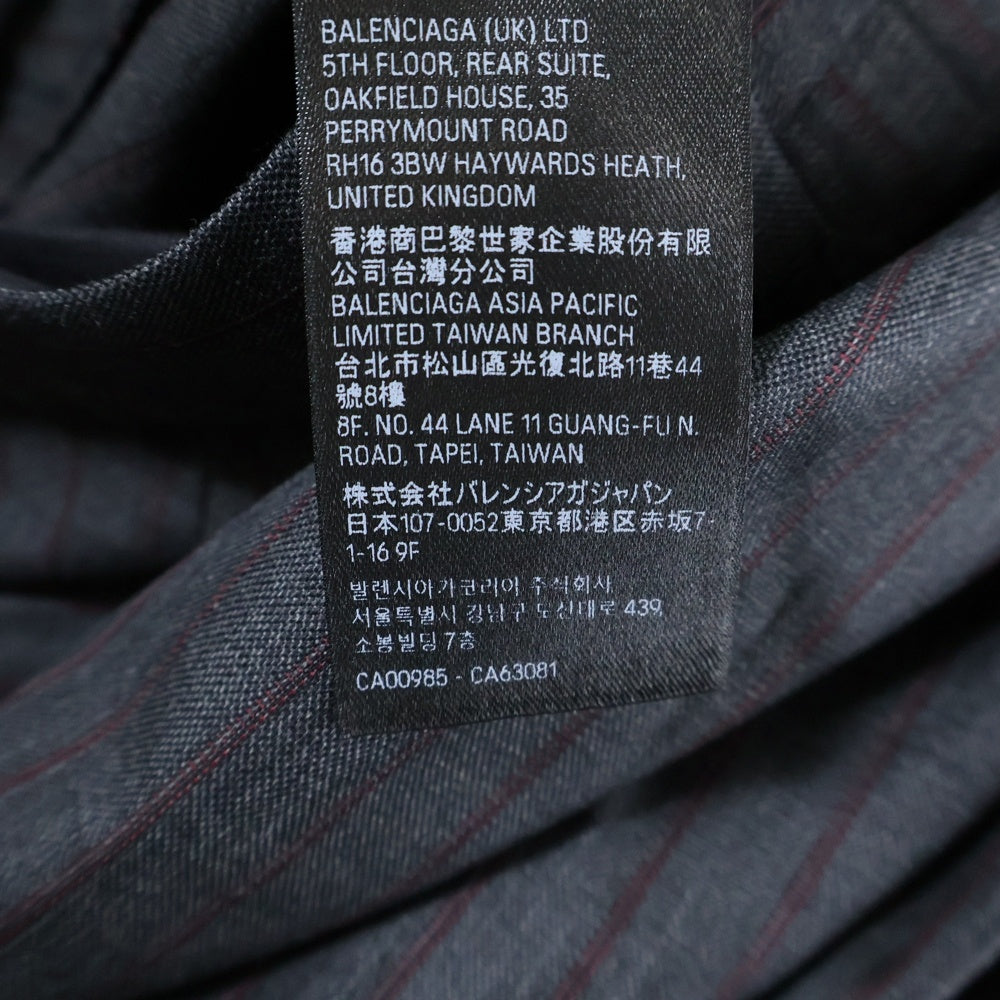 BALENCIAGA (UK) LTD
5TH FLOOR, REAR SUITE,
OAKFIELD HOUSE, 35
PERRYMOUNT ROAD
RH16 3BW HAYWARDS HEATH,
UNITED KINGDOM
香港商巴黎世家企業股份有限
公司台灣分公司
BALENCIAGA ASIA PACIFIC
LIMITED TAIWAN BRANCH
台北市松山區光復北路11巷44
號8樓
8F. NO. 44 LANE 11 GUANG-FU N.
ROAD, TAPEI, TAIWAN
株式会社バレンシアガジャパン
日本107-0052東京都港区赤坂7-
1-16 9F
발렌시아가코리아 주식회사
서울특별시 강남구 도산대로 439,
소봉빌딩 7층
CA00985 - CA63081